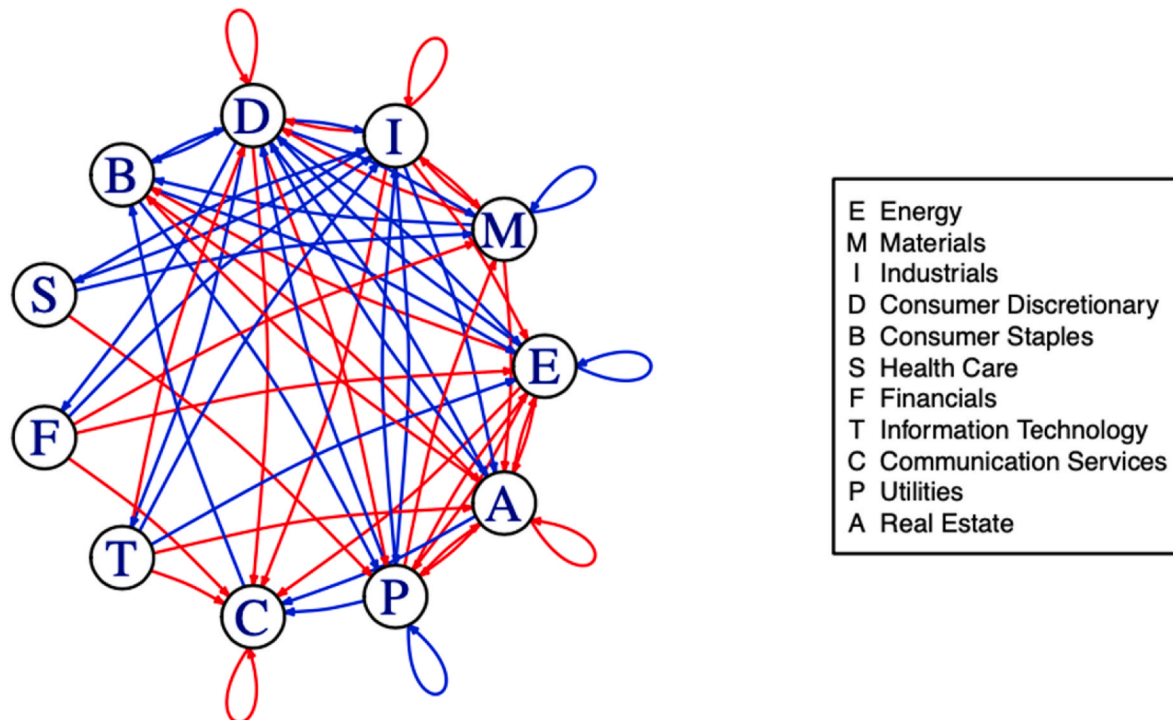 D
I
B
M
S
E
F
A
T
P
C
E Energy
M Materials
I Industrials
D Consumer Discretionary
B Consumer Staples
S Health Care
F Financials
T Information Technology
C Communication Services
P Utilities
A Real Estate